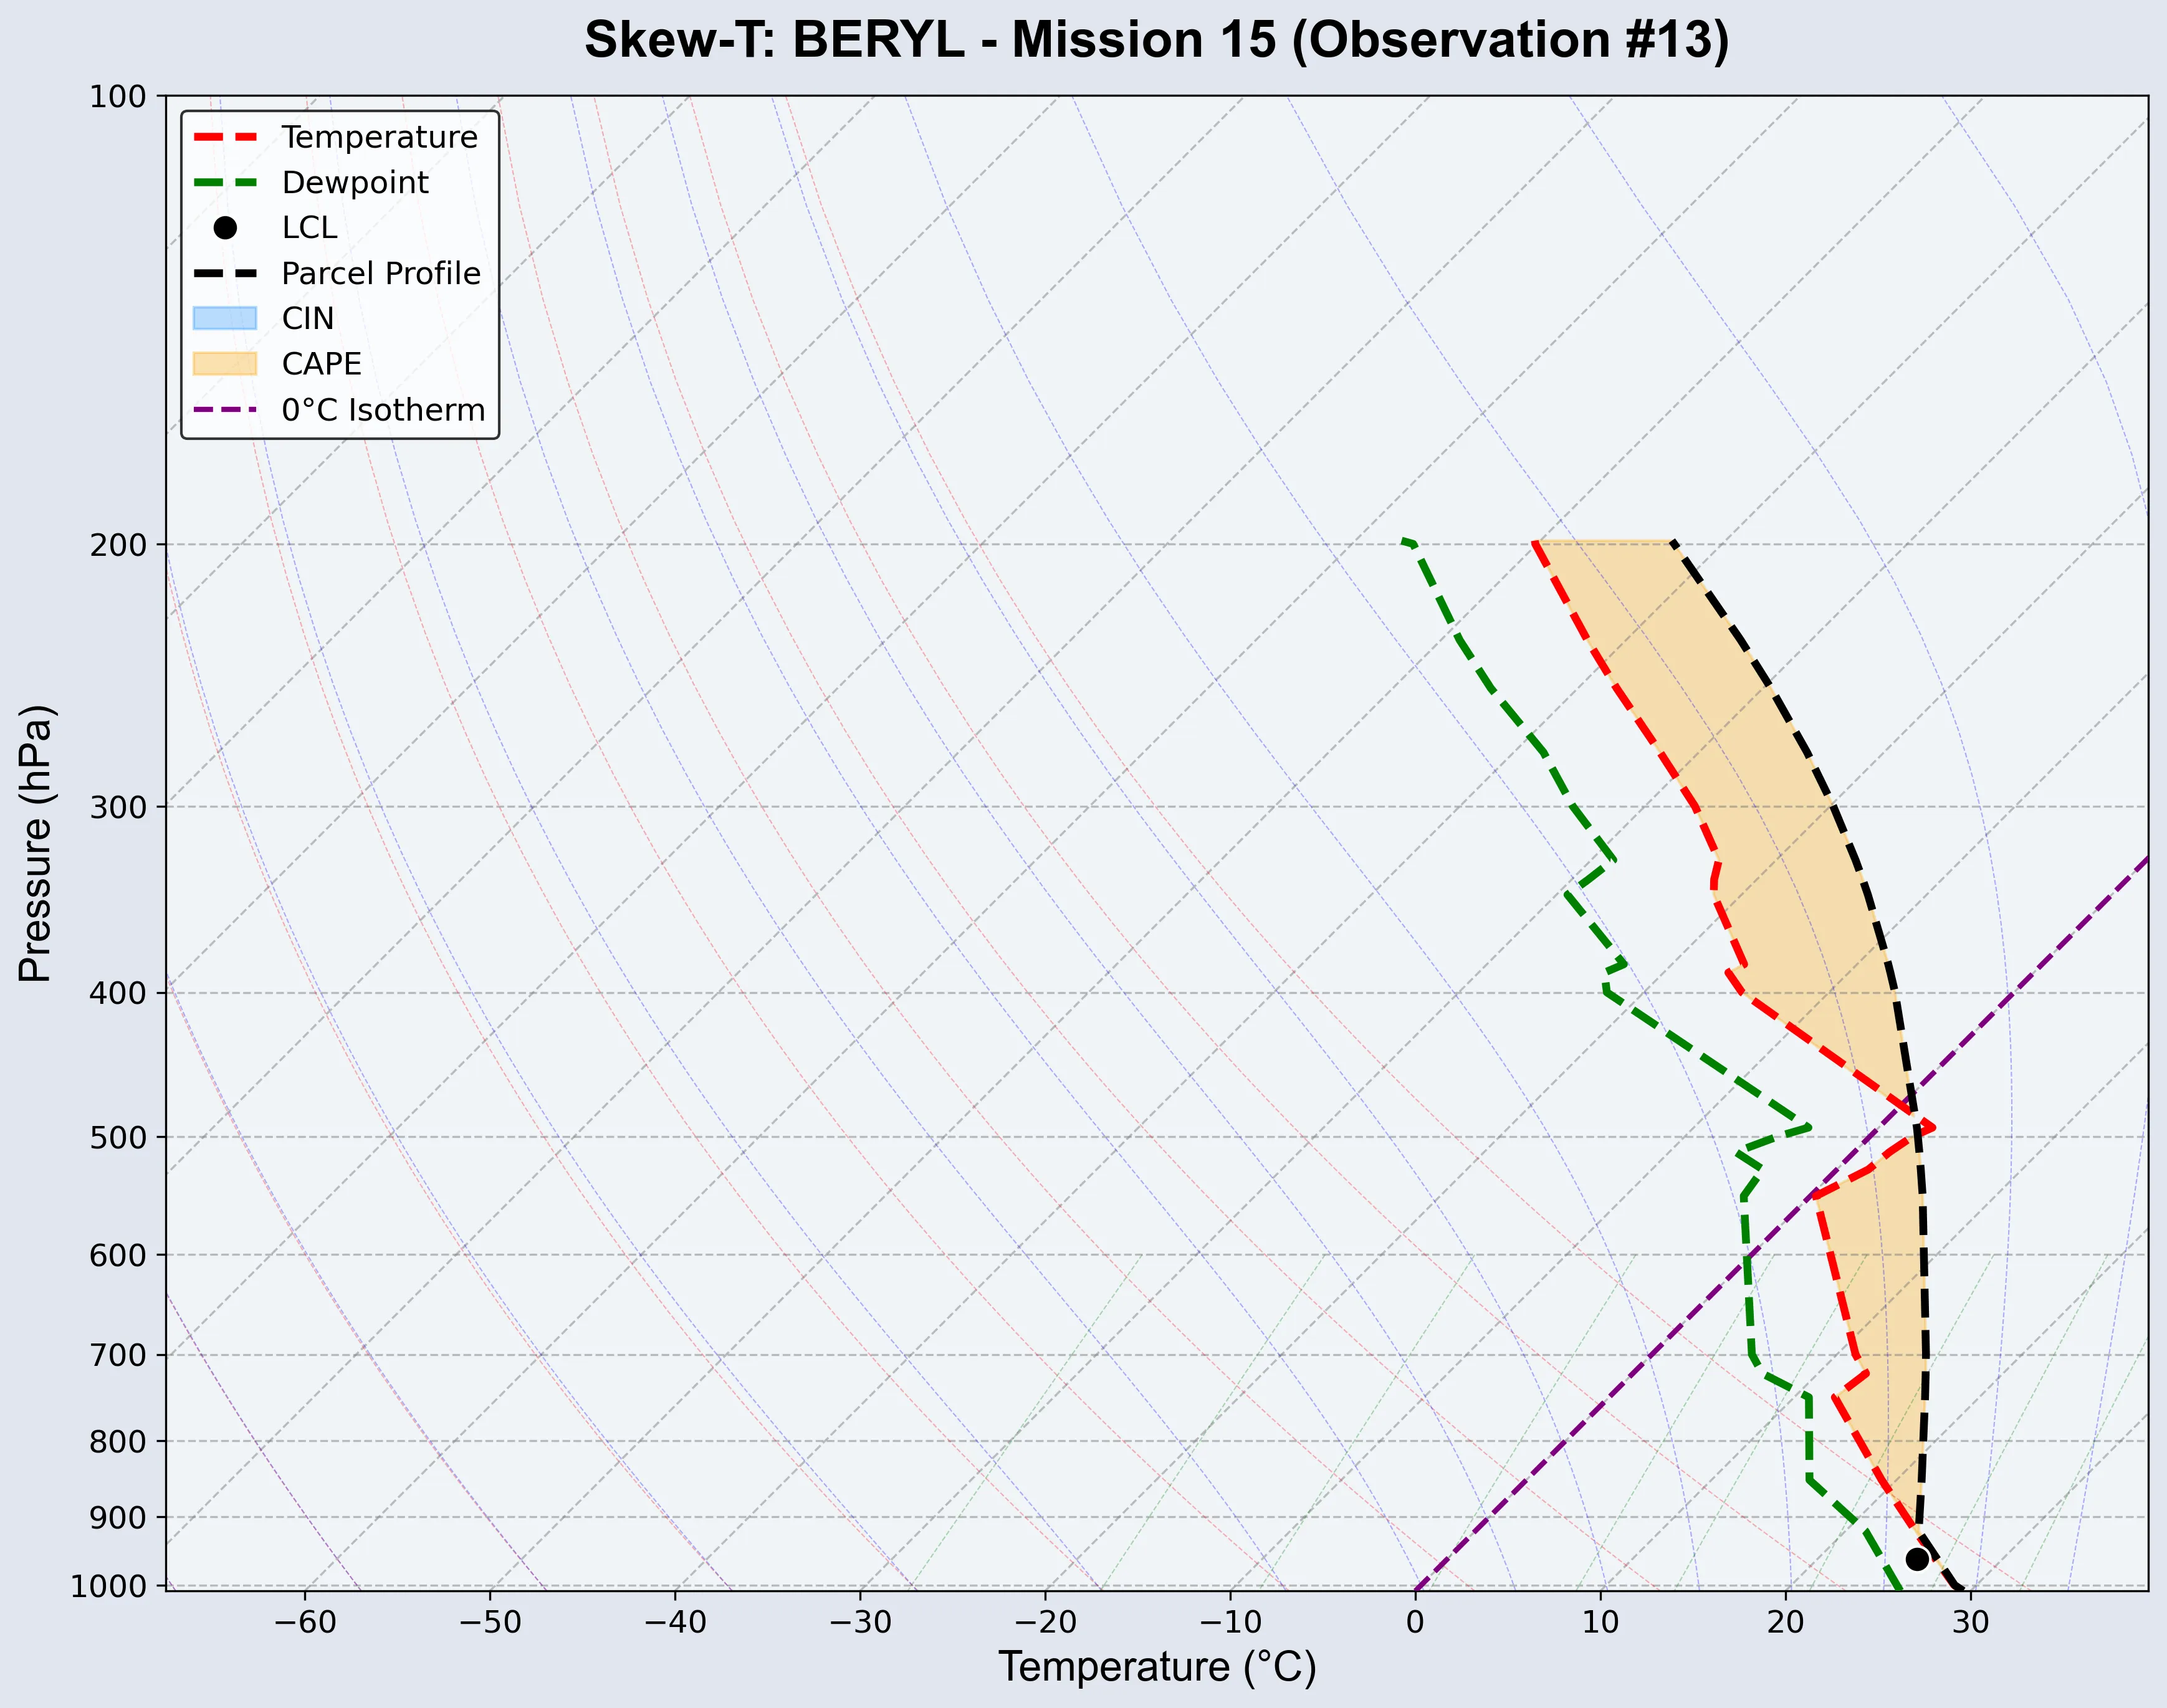 Skew-T: BERYL - Mission 15 (Observation #13)
100
200
300
400
500
600
700
800
900
1000
Pressure (hPa)
Temperature
Dewpoint
LCL
Parcel Profile
CIN
CAPE
0°C Isotherm
−60 −50 −40 −30 −20 −10 0 10 20 30
Temperature (°C)